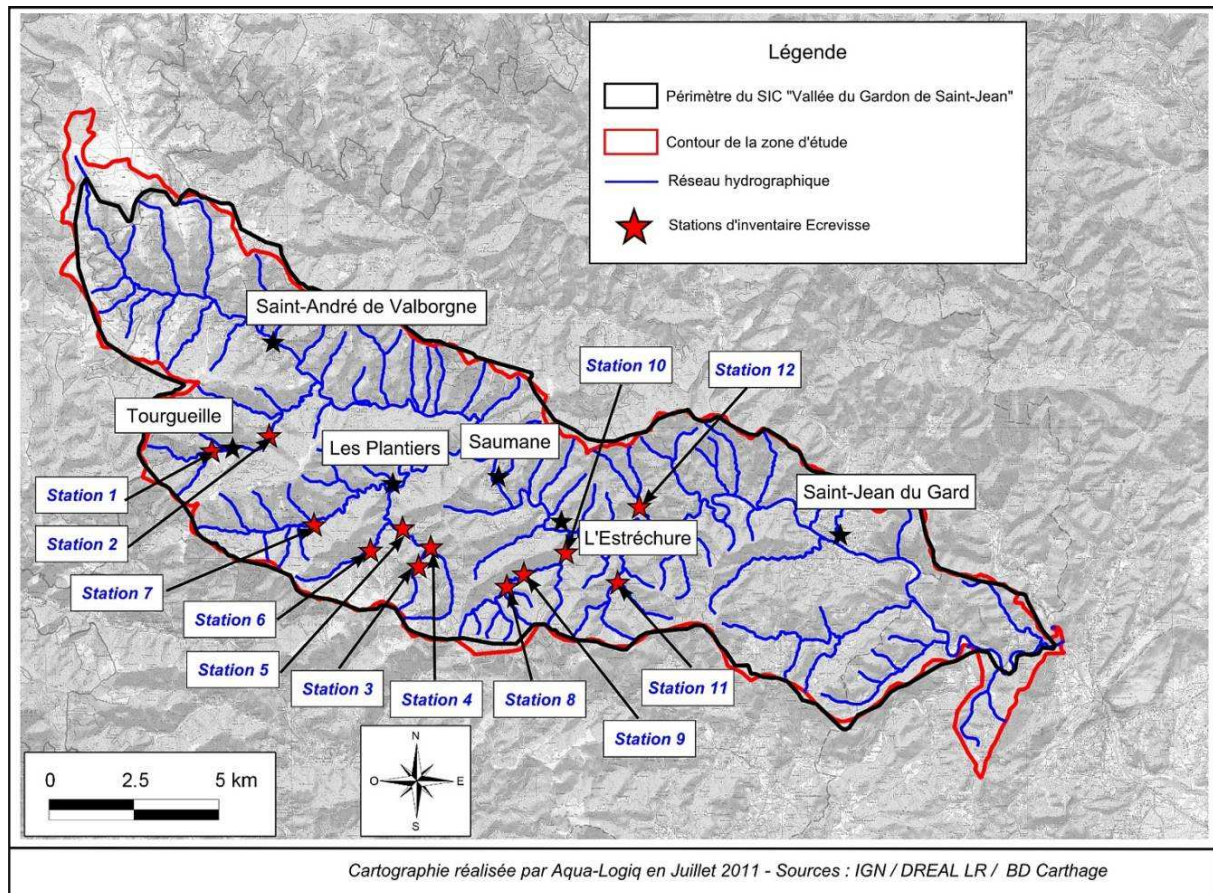 Légende
Périmètre du SIC "Vallée du Gardon de Saint-Jean"
Contour de la zone d'étude
Réseau hydrographique
Stations d'inventaire Ecrevisse
Saint-André de Valborgne
Station 10
Station 12
Tourgueille
Les Plantiers
Saumane
Saint-Jean du Gard
Station 1
Station 2
L'Estréchure
Station 7
Station 6
Station 5
Station 3
Station 4
Station 8
Station 11
Station 9
0 2.5 5 km
N
O E
S
Cartographie réalisée par Aqua-Logiq en Juillet 2011 - Sources : IGN / DREAL LR / BD Carthage